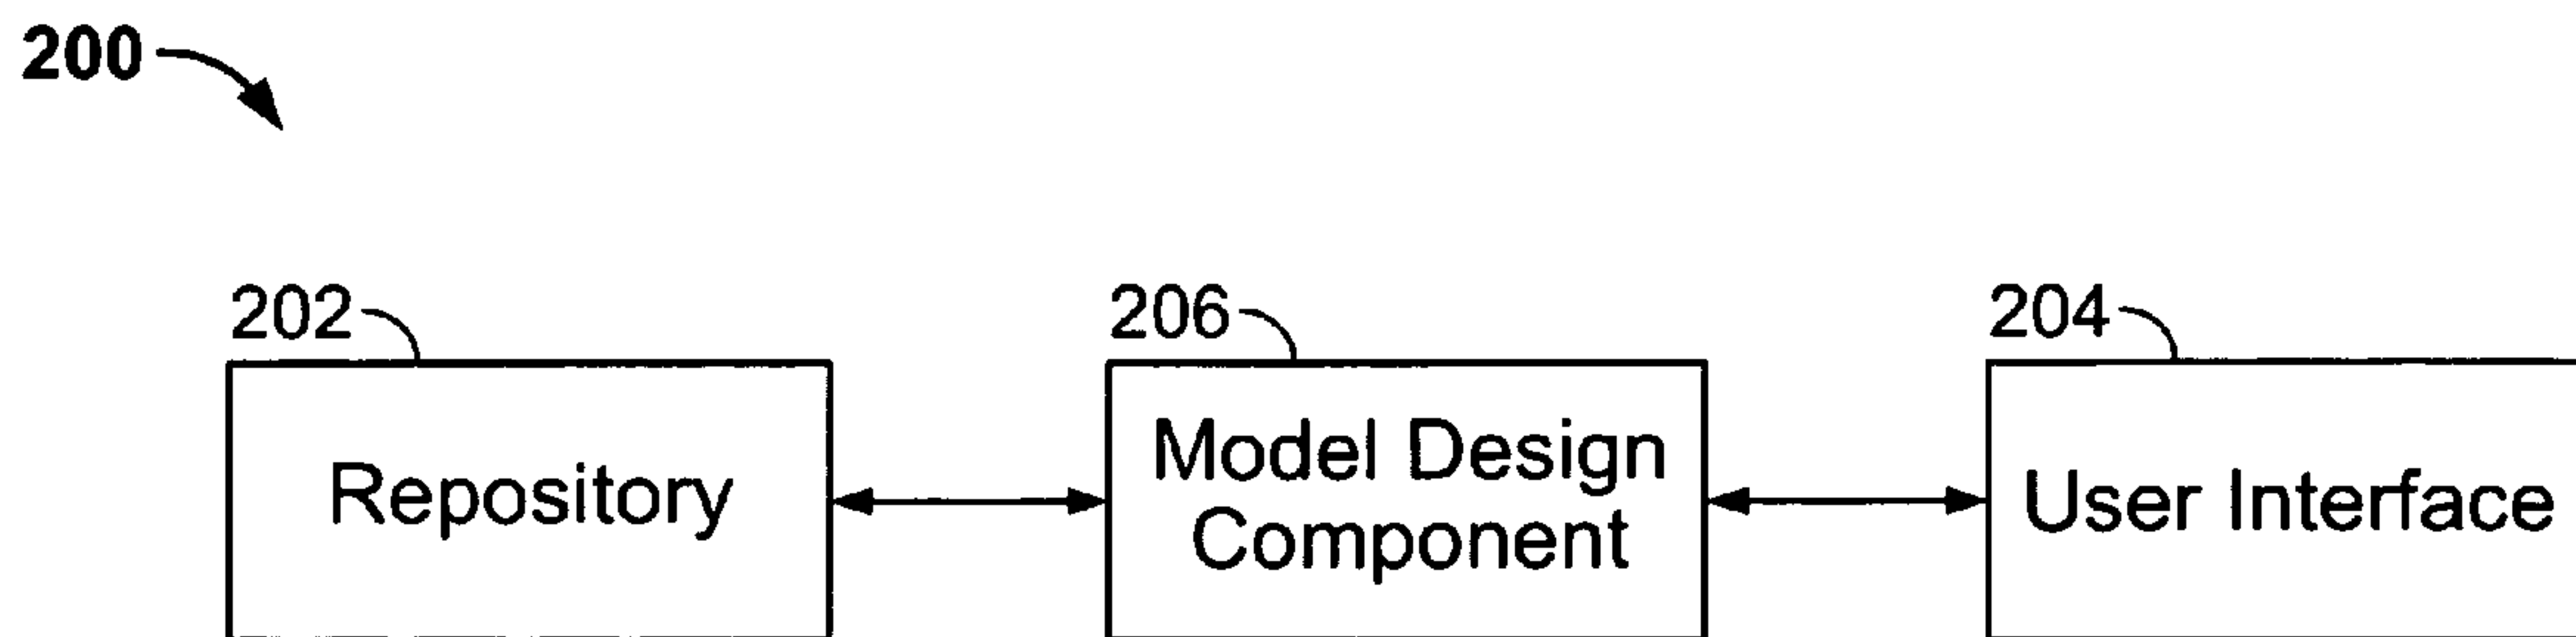 200
202
206
204
Repository
Model Design
Component
User Interface